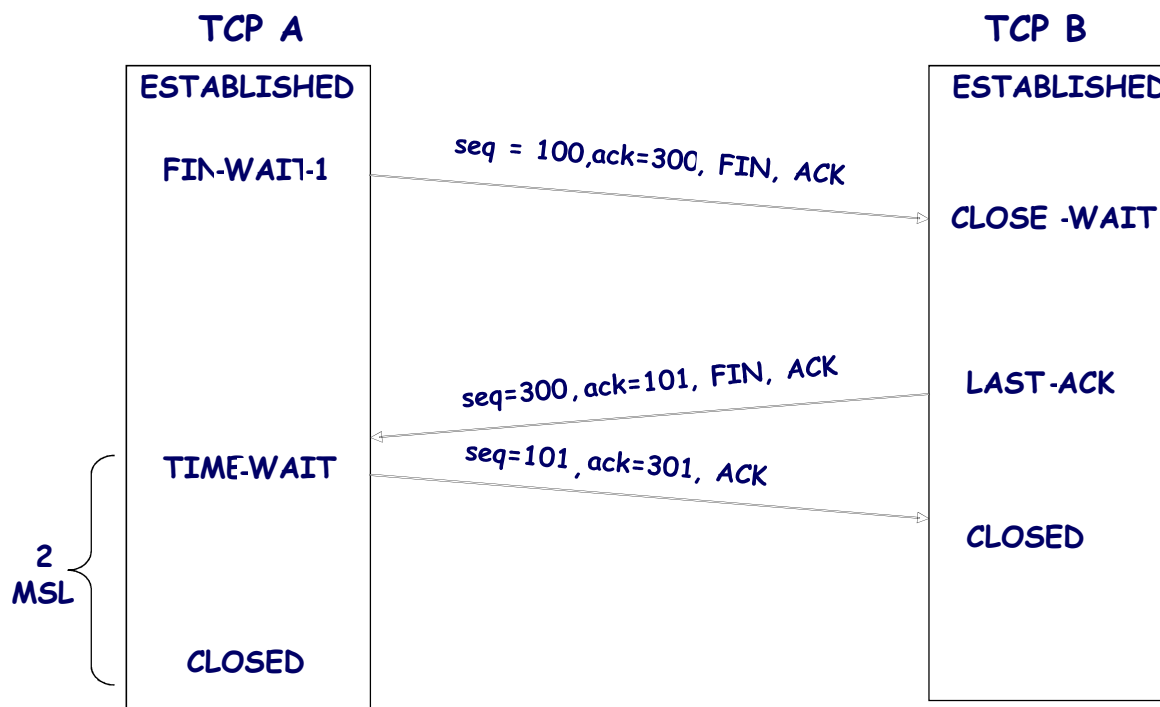 TCP A
TCP B
ESTABLISHED
ESTABLISHED
FIN-WAIT-1
seq = 100,ack=300, FIN, ACK
CLOSE -WAIT
seq=300, ack=101, FIN, ACK
LAST-ACK
TIME-WAIT
seq=101, ack=301, ACK
CLOSED
2
MSL
CLOSED